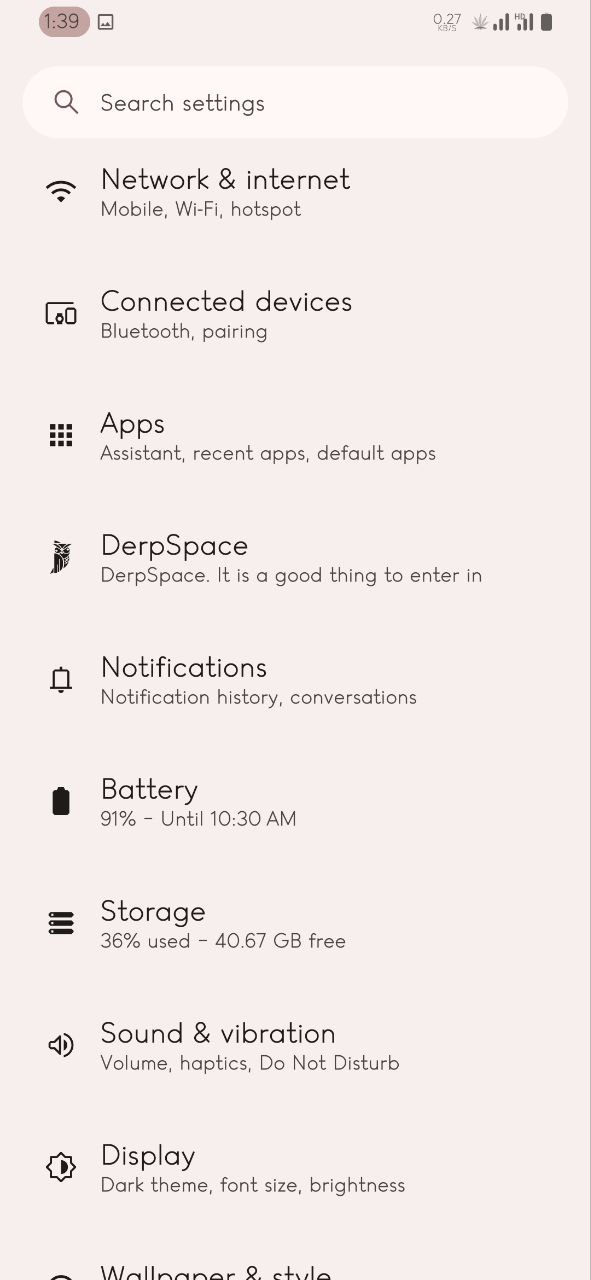 1:39
0.27
KB/S
HD
Search settings
Network & internet
Mobile, Wi-Fi, hotspot
Connected devices
Bluetooth, pairing
Apps
Assistant, recent apps, default apps
DerpSpace
DerpSpace. It is a good thing to enter in
Notifications
Notification history, conversations
Battery
91% - Until 10:30 AM
Storage
36% used - 40.67 GB free
Sound & vibration
Volume, haptics, Do Not Disturb
Display
Dark theme, font size, brightness
Wallpaper & style